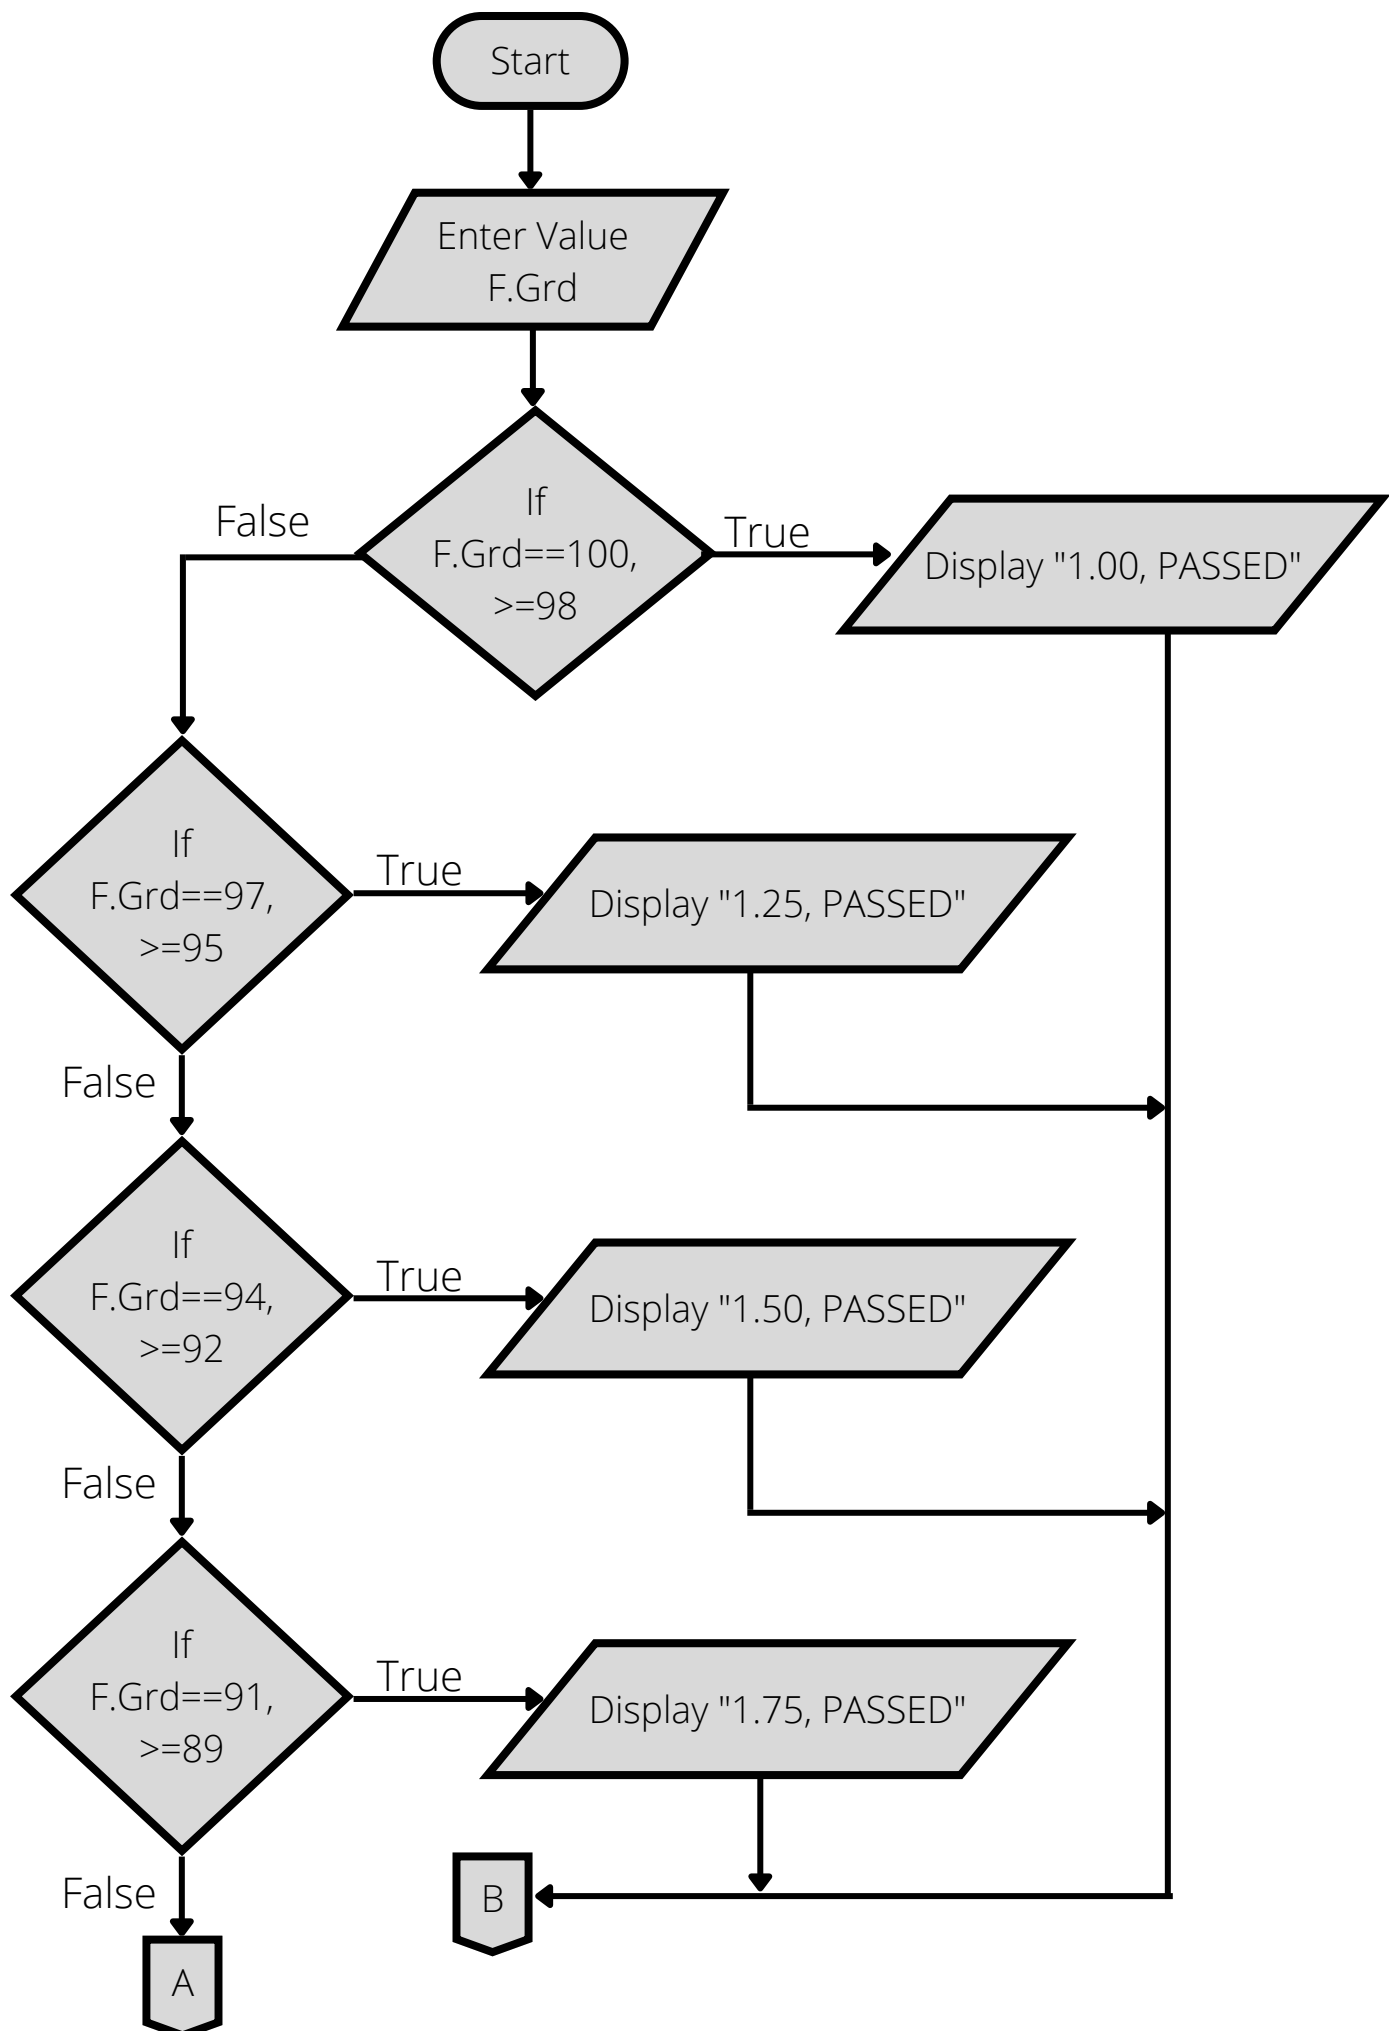 Start
Enter Value
F.Grd
If
F.Grd==100,
>=98
False
True
Display "1.00, PASSED"
If
F.Grd==97,
>=95
True
Display "1.25, PASSED"
False
If
F.Grd==94,
>=92
True
Display "1.50, PASSED"
False
If
F.Grd==91,
>=89
True
Display "1.75, PASSED"
False
B
A